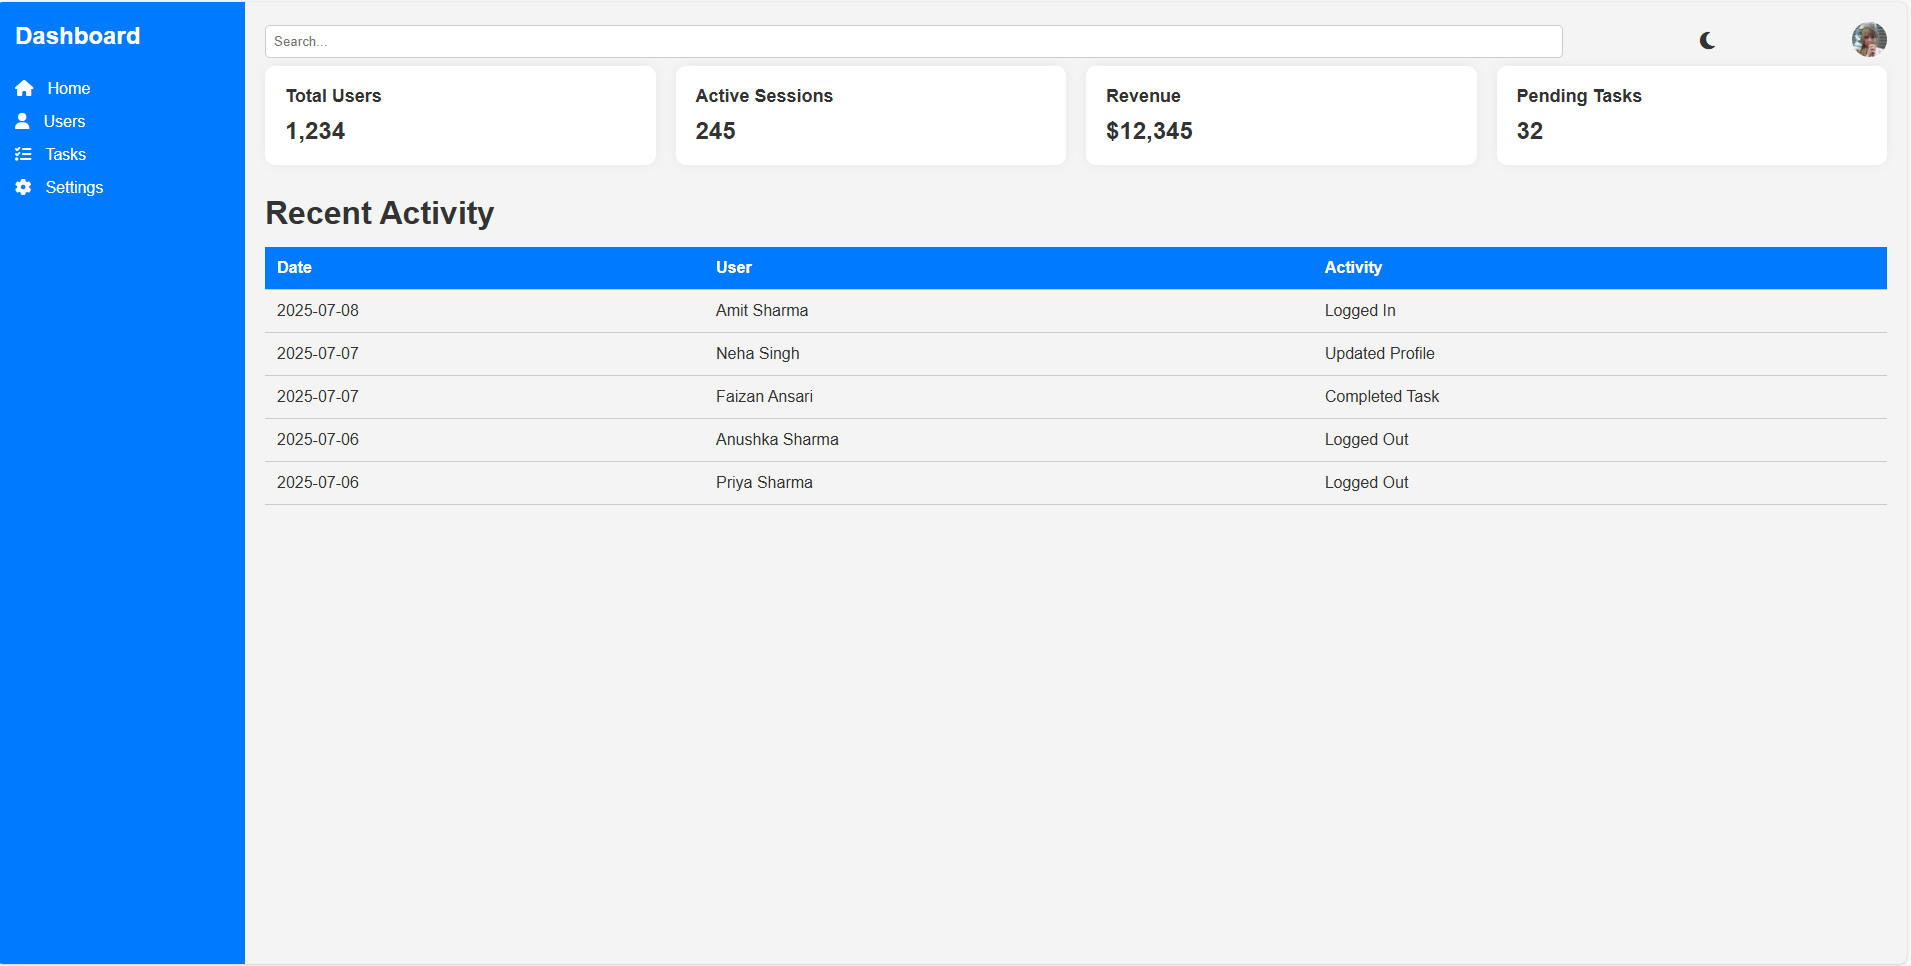 Dashboard
Home
Users
Tasks
Settings
Search...
Total Users
1,234
Active Sessions
245
Revenue
$12,345
Pending Tasks
32
Recent Activity
Date User Activity
2025-07-08 Amit Sharma Logged In
2025-07-07 Neha Singh Updated Profile
2025-07-07 Faizan Ansari Completed Task
2025-07-06 Anushka Sharma Logged Out
2025-07-06 Priya Sharma Logged Out